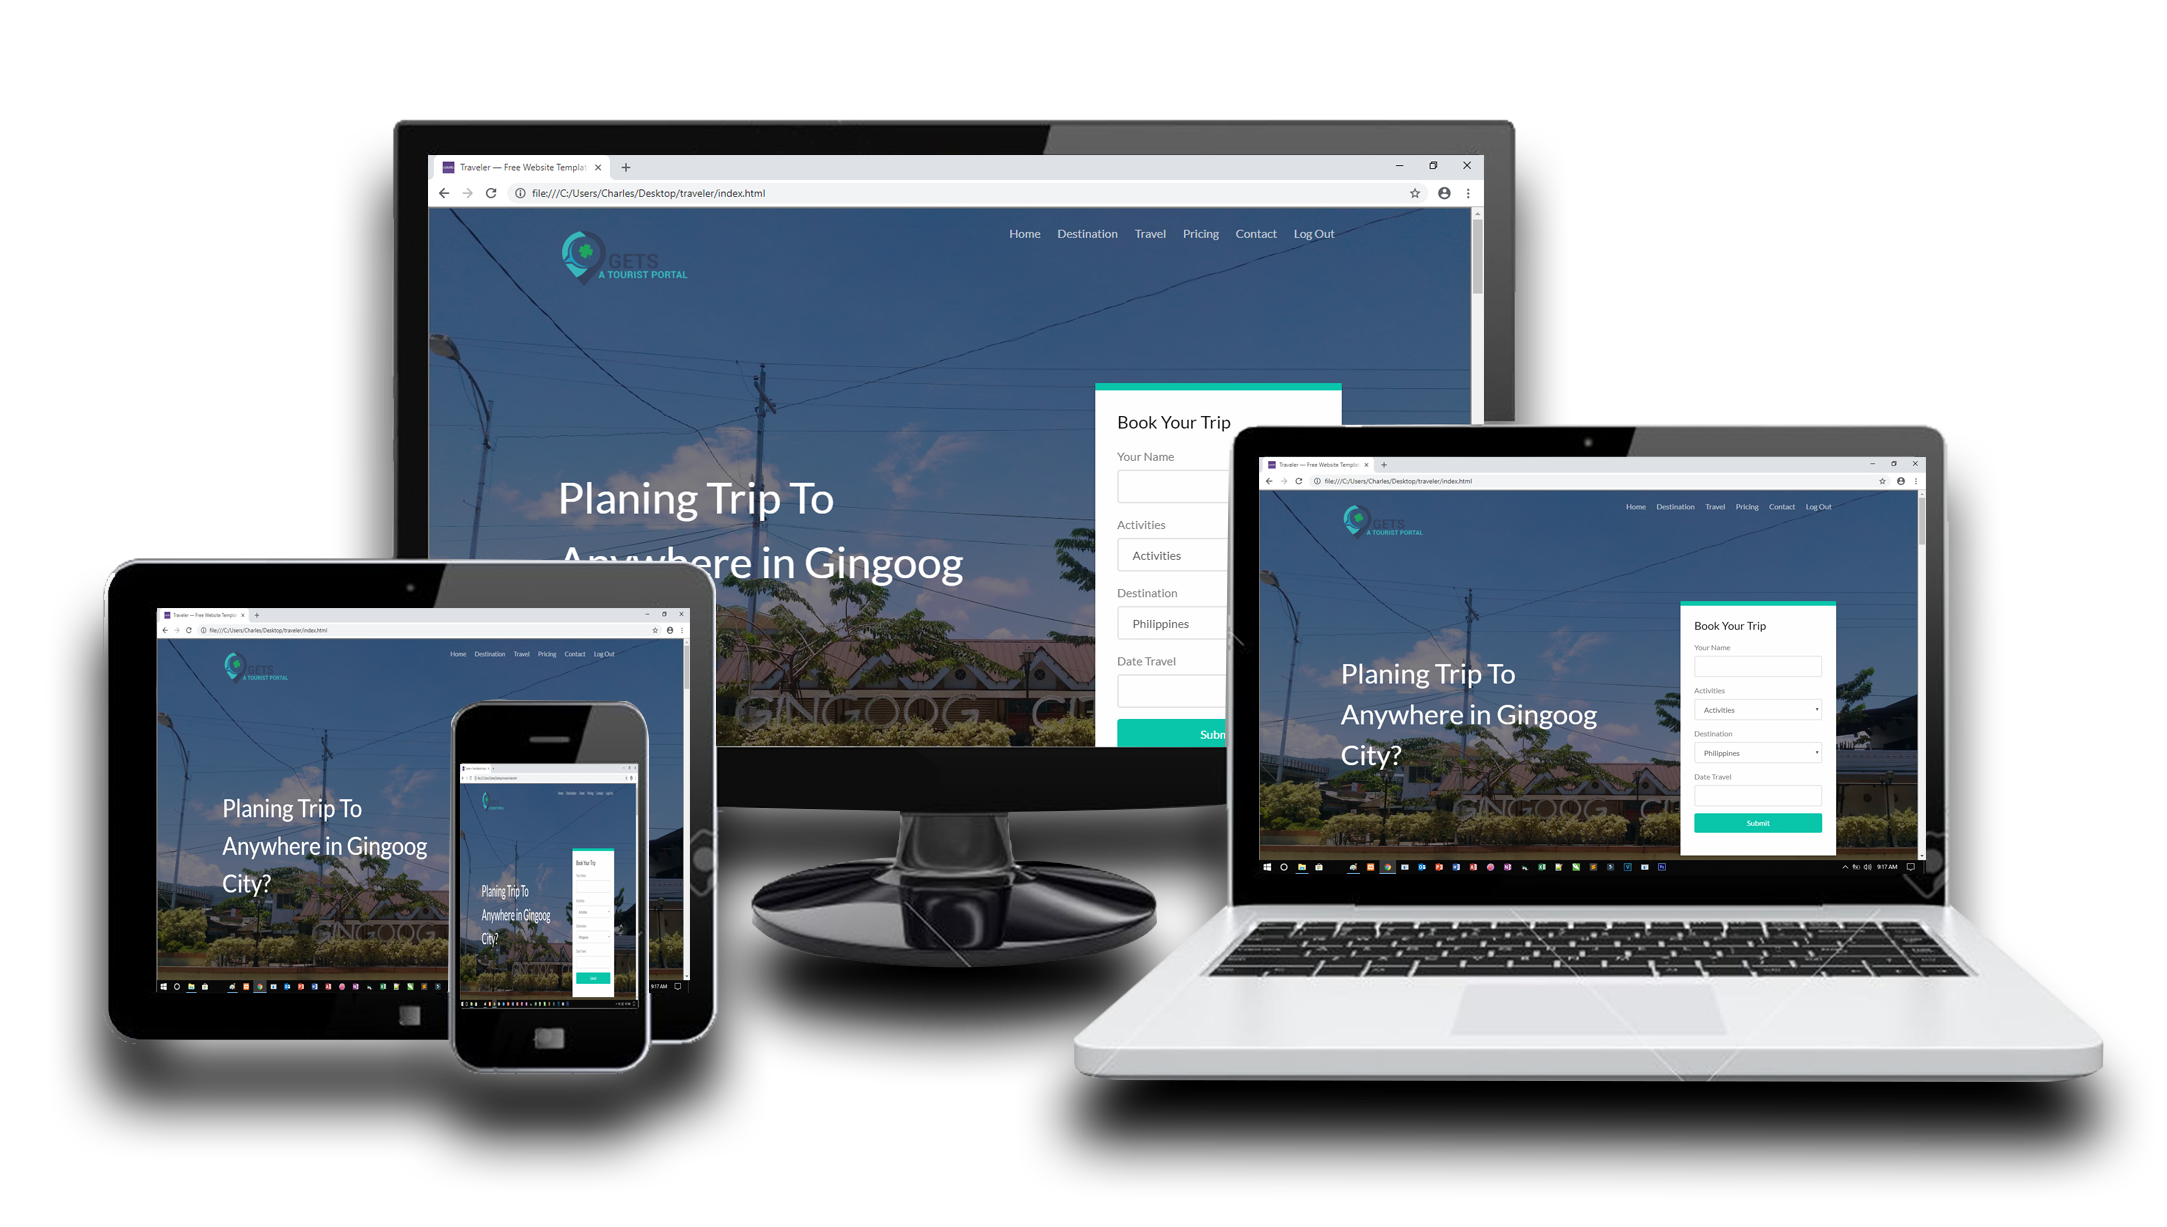 Traveler — Free Website Templat
file:///C:/Users/Charles/Desktop/traveler/index.html
Home Destination Travel Pricing Contact Log Out
GETS
A TOURIST PORTAL
Book Your Trip
Your Name
Planing Trip To
Anywhere in Gingoog
Activities
Activities
Destination
Philippines
Date Travel
GINGOOG CI
Subm
Traveler — Free Website Templat
file:///C:/Users/Charles/Desktop/traveler/index.html
Home Destination Travel Pricing Contact Log Out
GETS
A TOURIST PORTAL
Book Your Trip
Your Name
Planing Trip To
Anywhere in Gingoog
City?
Activities
Activities
Destination
Philippines
Date Travel
GINGOOG CI
Submit
9:17 AM
Traveler — Free Website Templat
file:///C:/Users/Charles/Desktop/traveler/index.html
Home Destination Travel Pricing Contact Log Out
GETS
A TOURIST PORTAL
Planing Trip To
Anywhere in Gingoog
City?
GINGOOG
9:17 AM
Book Your Trip
Planing Trip To
Anywhere in Gingoog
City?